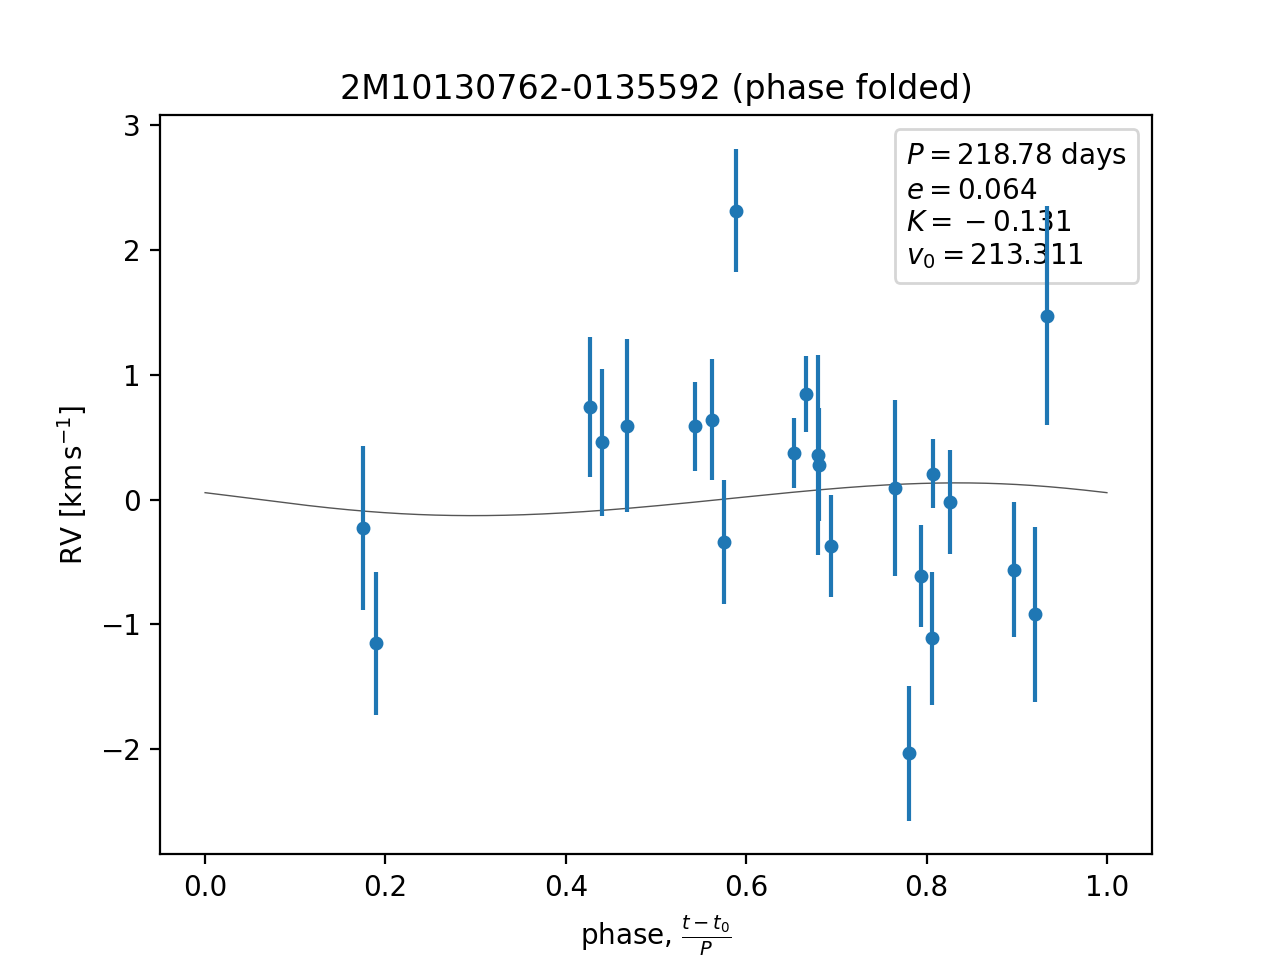 2M10130762-0135592 (phase folded)
P = 218.78 days
e = 0.064
K = −0.131
v₀ = 213.311
3
2
1
0
−1
−2
RV [km s⁻¹]
0.0 0.2 0.4 0.6 0.8 1.0
phase, (t − t₀)/P